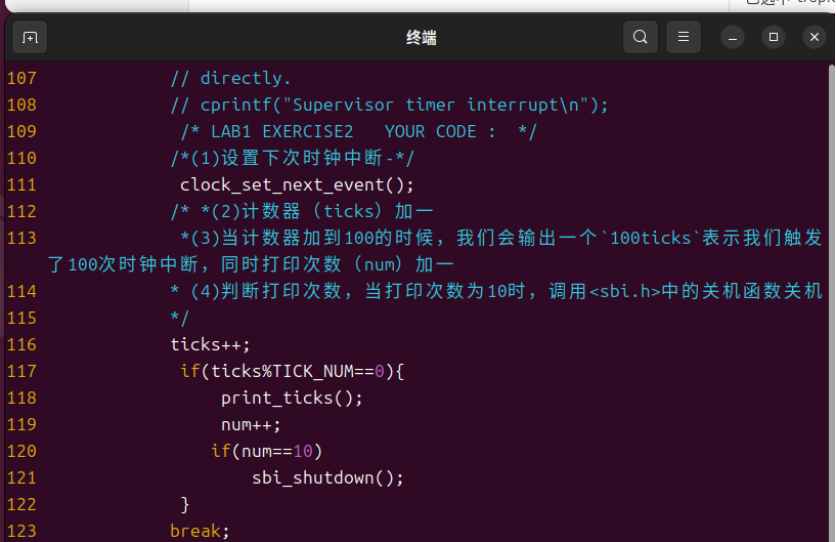 终端
107 // directly.
108 // cprintf("Supervisor timer interrupt\n");
109 /* LAB1 EXERCISE2 YOUR CODE : */
110 /*(1)设置下次时钟中断-*/
111 clock_set_next_event();
112 /* *(2)计数器（ticks）加一
113 *(3)当计数器加到100的时候，我们会输出一个`100ticks`表示我们触发
了100次时钟中断，同时打印次数（num）加一
114 * (4)判断打印次数，当打印次数为10时，调用<sbi.h>中的关机函数关机
115 */
116 ticks++;
117 if(ticks%TICK_NUM==0){
118 print_ticks();
119 num++;
120 if(num==10)
121 sbi_shutdown();
122 }
123 break;